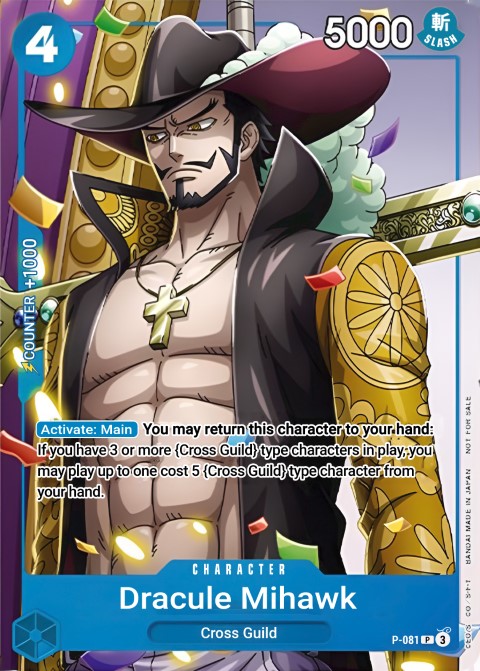 4
5000
斬
SLASH
COUNTER +1000
Activate: Main You may return this character to your hand:
If you have 3 or more {Cross Guild} type characters in play, you
may play up to one cost 5 {Cross Guild} type character from
your hand.
CHARACTER
Dracule Mihawk
Cross Guild
P-081 P 3
BANDAI MADE IN JAPAN NOT FOR SALE